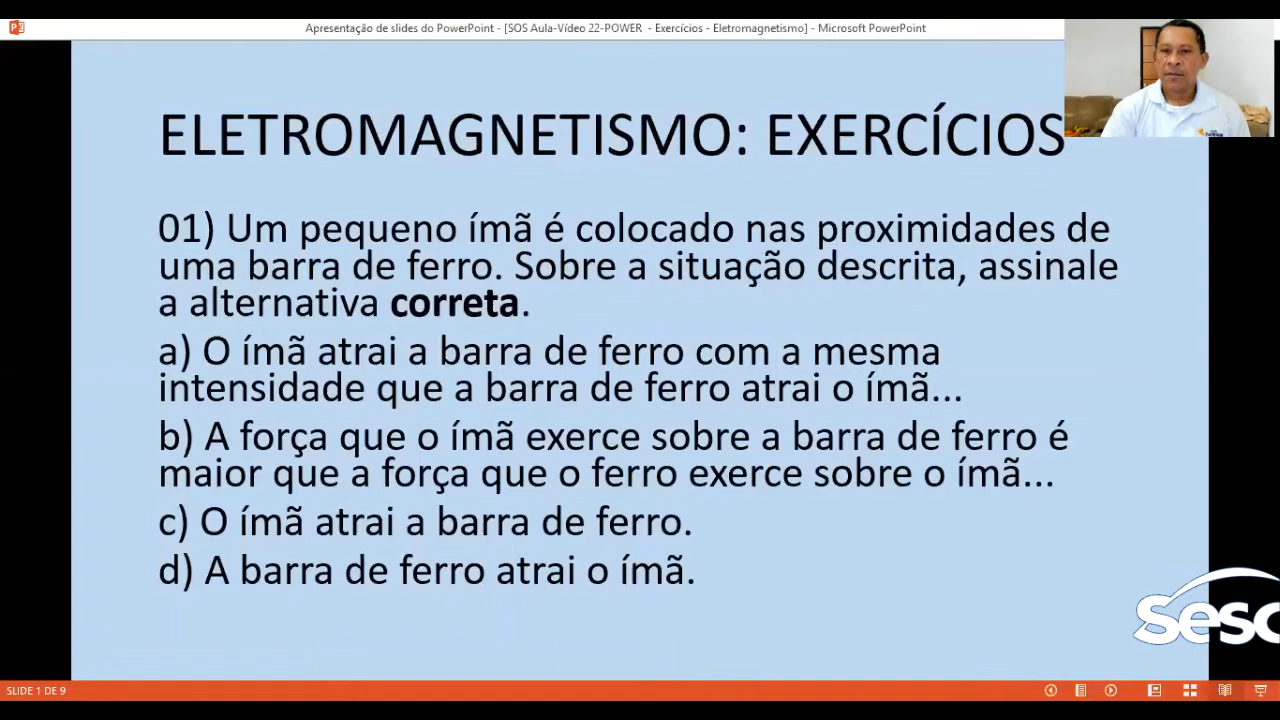 Apresentação de slides do PowerPoint - [SOS Aula-Vídeo 22-POWER - Exercícios - Eletromagnetismo] - Microsoft PowerPoint
ELETROMAGNETISMO: EXERCÍCIOS
01) Um pequeno ímã é colocado nas proximidades de
uma barra de ferro. Sobre a situação descrita, assinale
a alternativa correta.
a) O ímã atrai a barra de ferro com a mesma
intensidade que a barra de ferro atrai o ímã...
b) A força que o ímã exerce sobre a barra de ferro é
maior que a força que o ferro exerce sobre o ímã...
c) O ímã atrai a barra de ferro.
d) A barra de ferro atrai o ímã.
Sesc
SLIDE 1 DE 9